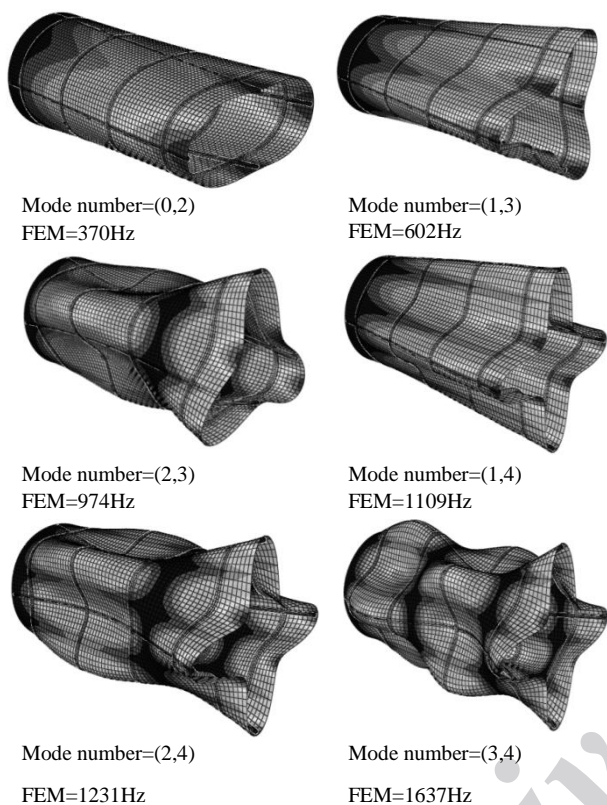 Mode number=(0,2)
FEM=370Hz
Mode number=(1,3)
FEM=602Hz
Mode number=(2,3)
FEM=974Hz
Mode number=(1,4)
FEM=1109Hz
Mode number=(2,4)
FEM=1231Hz
Mode number=(3,4)
FEM=1637Hz